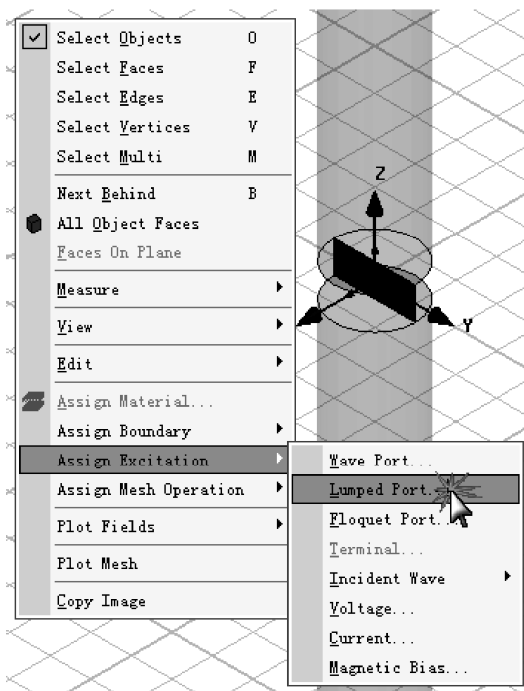 Select Objects O
Select Faces F
Select Edges E
Select Vertices V
Select Multi M
Next Behind B
All Object Faces
Faces On Plane
Measure
View
Edit
Assign Material...
Assign Boundary
Assign Excitation
Assign Mesh Operation
Plot Fields
Plot Mesh
Copy Image
Wave Port...
Lumped Port...
Floquet Port...
Terminal...
Incident Wave
Voltage...
Current...
Magnetic Bias...
Z
Y